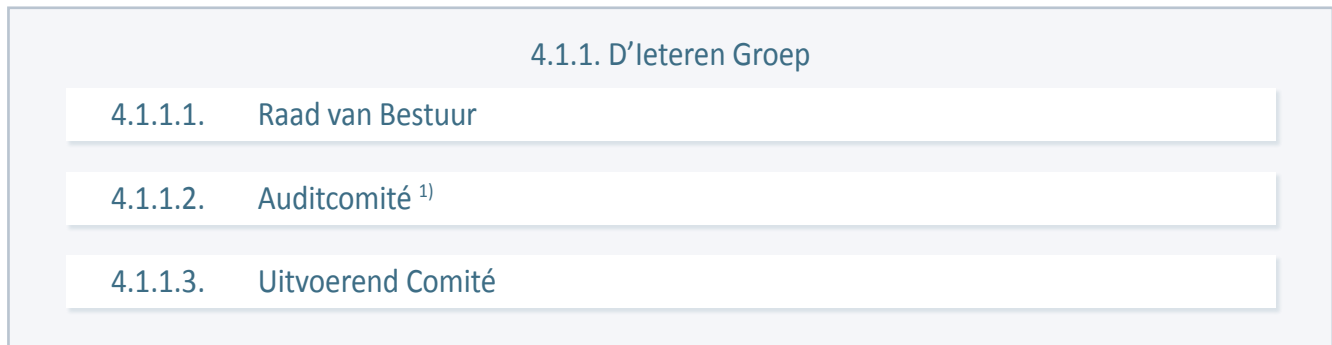 4.1.1. D’Ieteren Groep
4.1.1.1. Raad van Bestuur
4.1.1.2. Auditcomité 1)
4.1.1.3. Uitvoerend Comité